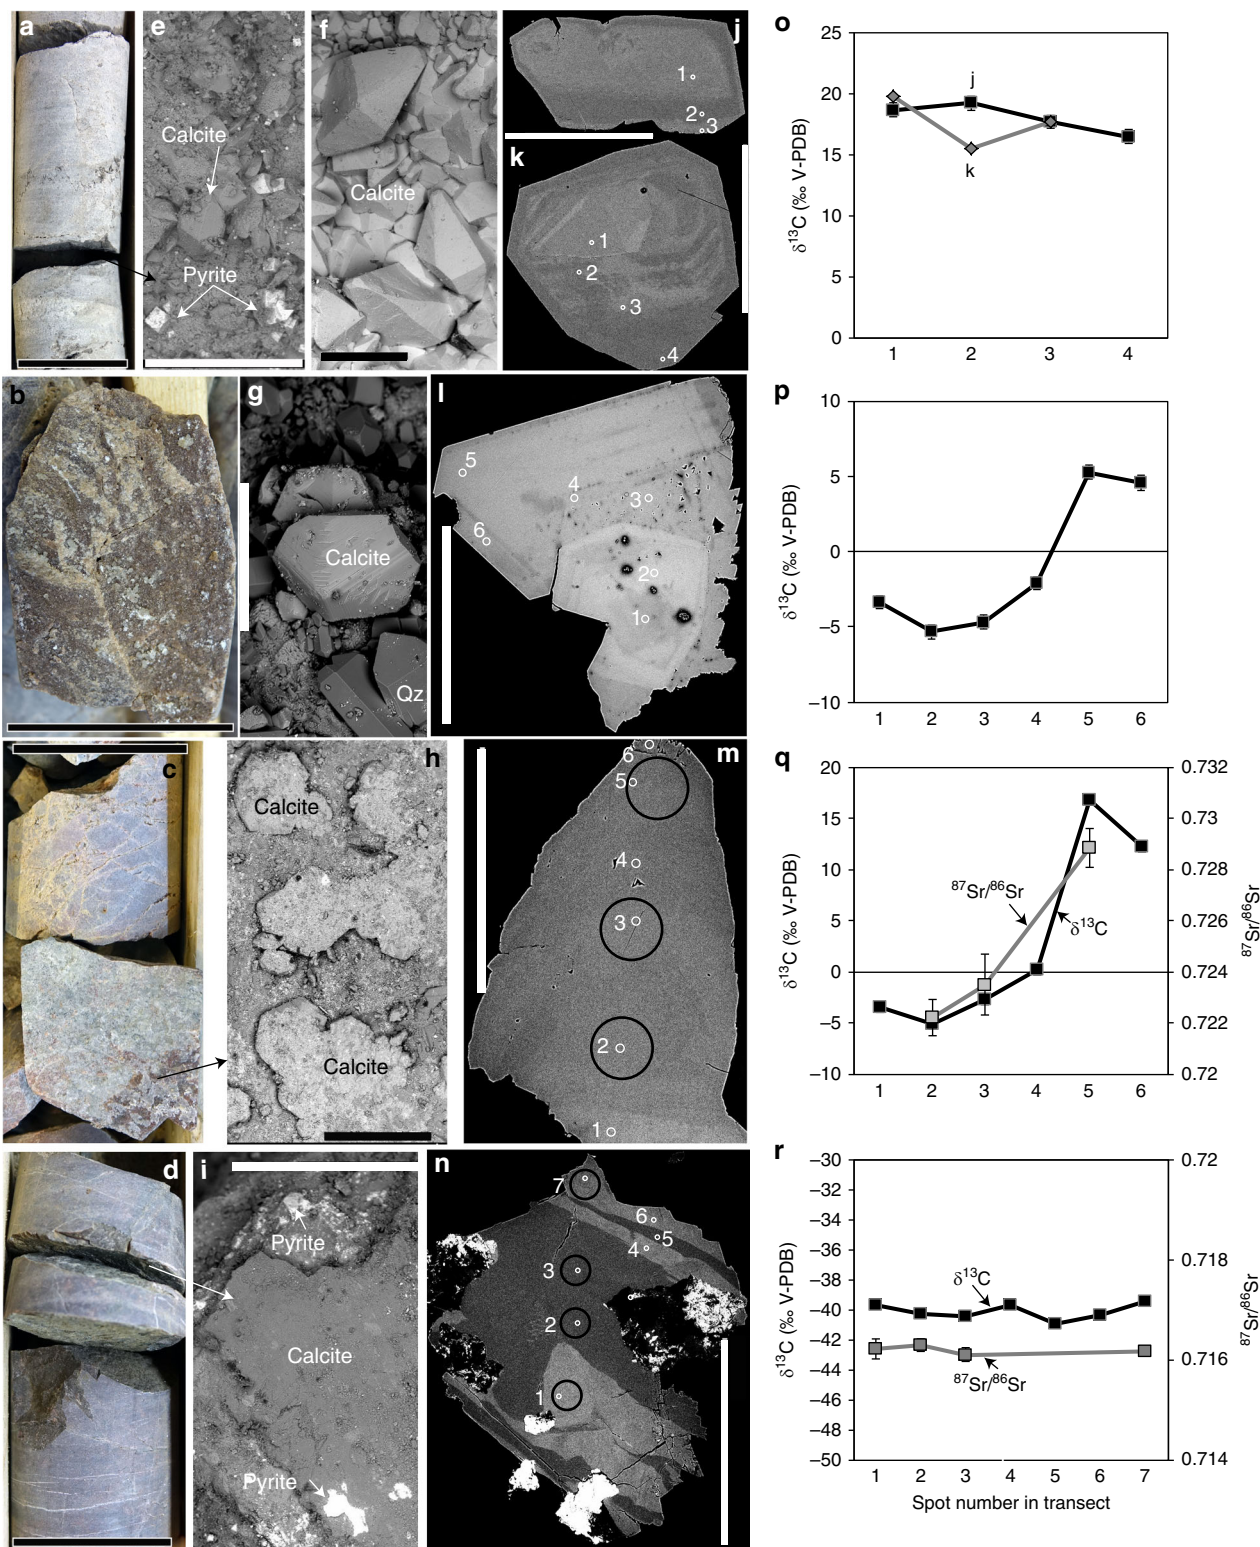 a
e
Calcite
Pyrite
f
Calcite
j
1
2
3
k
1
2
3
4
o
25
20
15
10
5
0
δ13C (‰ V-PDB)
j
k
1 2 3 4
b
g
Calcite
Qz
l
5
4
3
6
2
1
p
10
5
0
–5
–10
δ13C (‰ V-PDB)
1 2 3 4 5 6
c
h
Calcite
Calcite
m
6
5
4
3
2
1
q
20
15
10
5
0
–5
–10
δ13C (‰ V-PDB)
87Sr/86Sr
δ13C
0.732
0.730
0.728
0.726
0.724
0.722
0.72
87Sr/86Sr
1 2 3 4 5 6
d
i
Pyrite
Calcite
Pyrite
n
7
6
5
4
3
2
1
r
–30
–32
–34
–36
–38
–40
–42
–44
–46
–48
–50
δ13C (‰ V-PDB)
δ13C
87Sr/86Sr
0.72
0.718
0.716
0.714
87Sr/86Sr
1 2 3 4 5 6 7
Spot number in transect